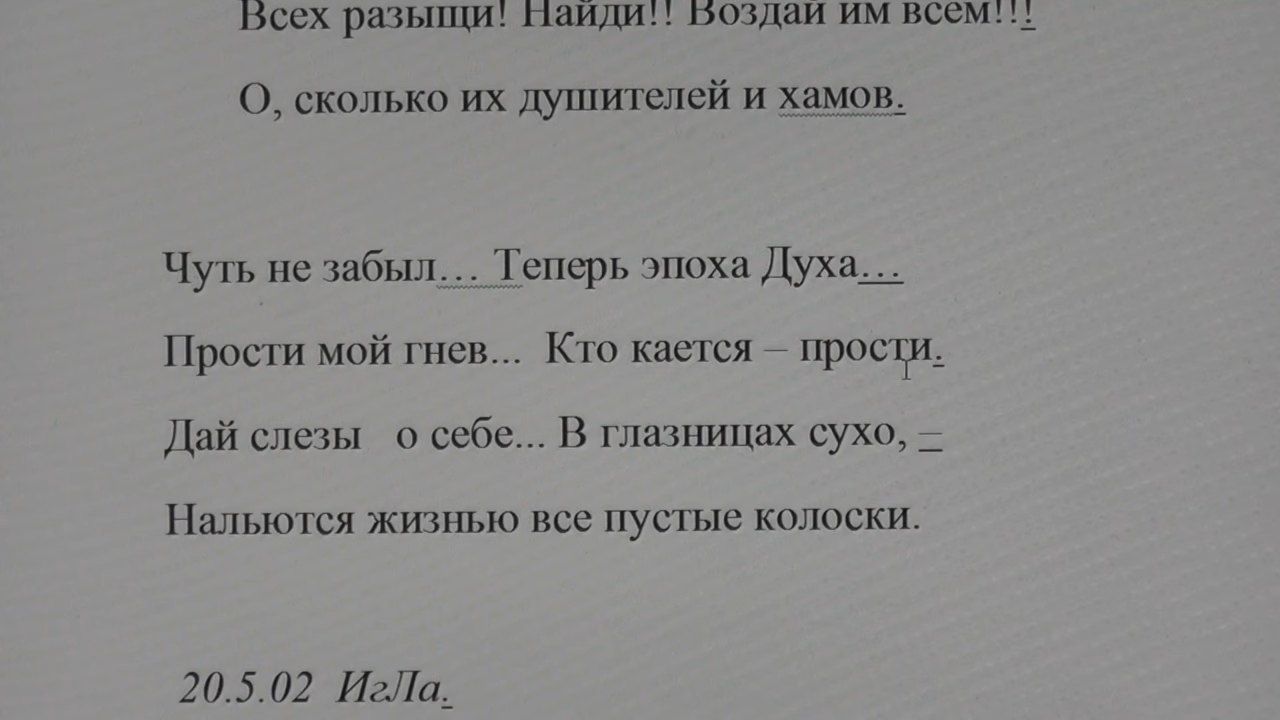 Всех разыщи! Найди!! Воздай им всем!!!
О, сколько их душителей и хамов.
Чуть не забыл… Теперь эпоха Духа…
Прости мой гнев... Кто кается – прости.
Дай слезы о себе... В глазницах сухо, –
Нальются жизнью все пустые колоски.
20.5.02 ИгЛа.